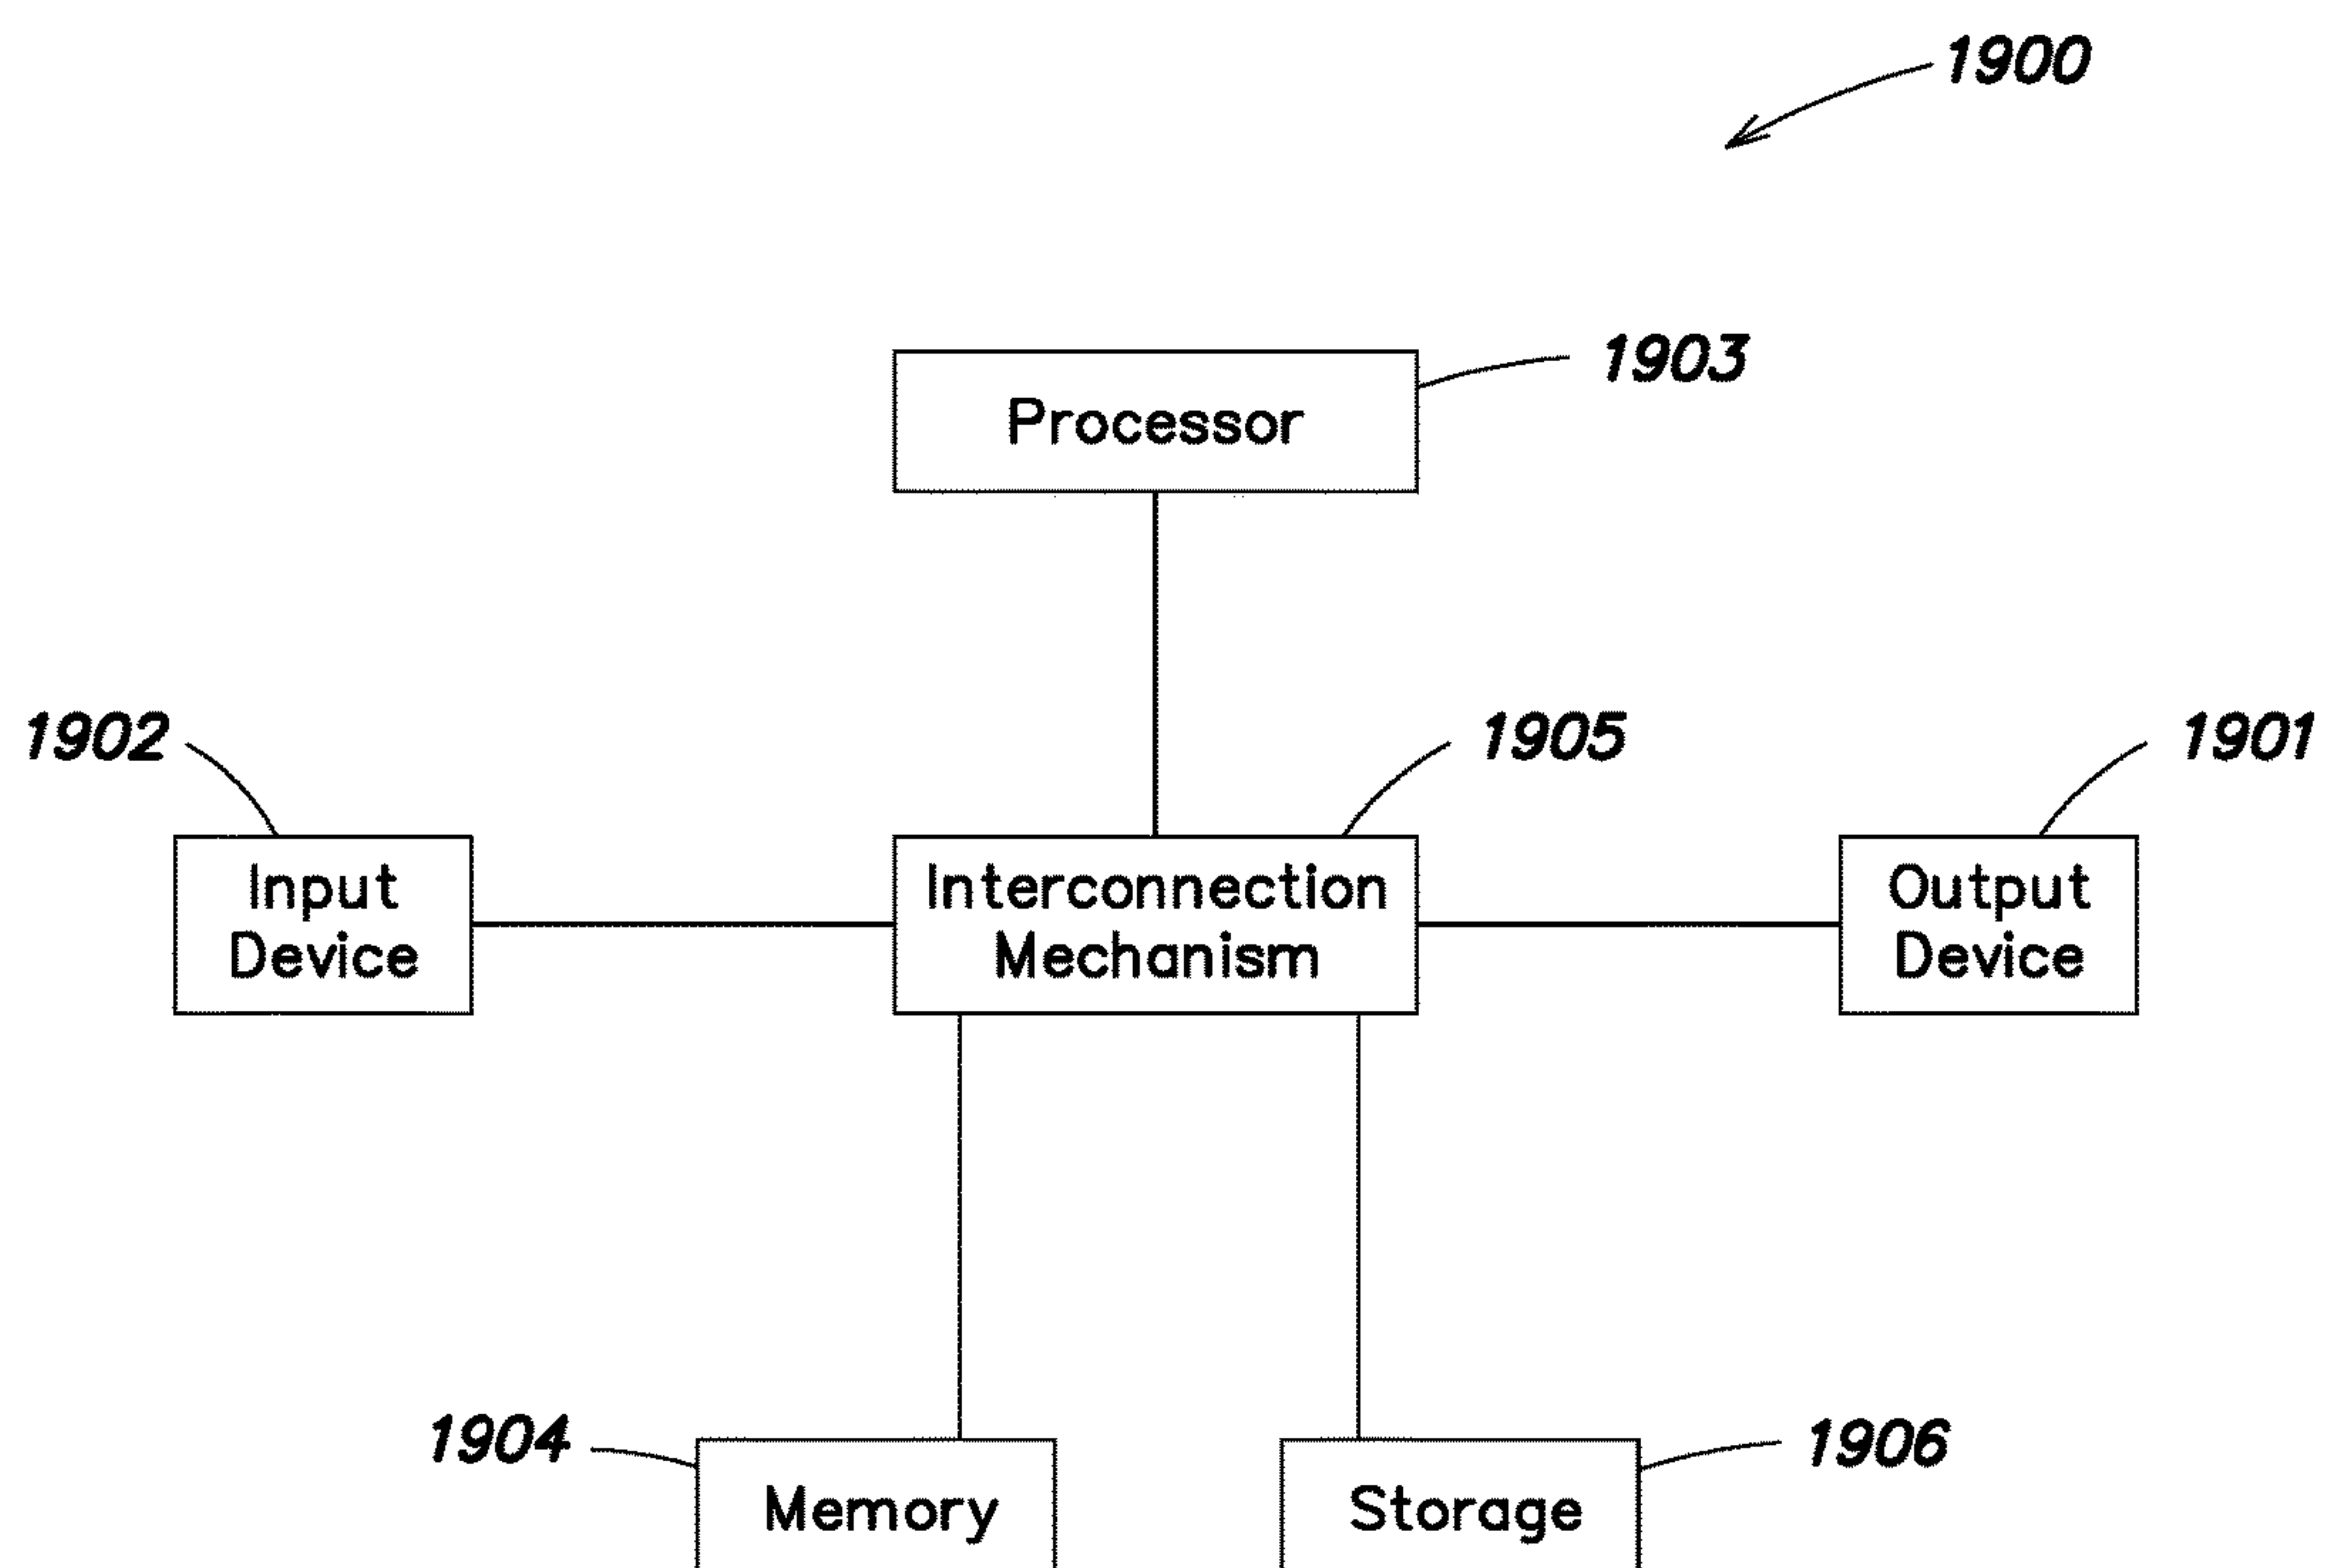 1900
1903
Processor
1902
1905
1901
Input
Device
Interconnection
Mechanism
Output
Device
1904
1906
Memory
Storage